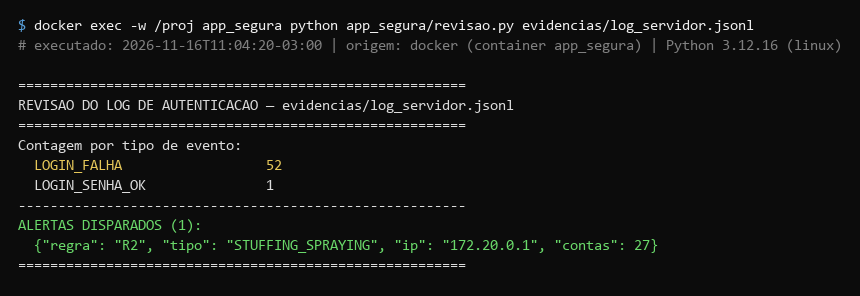 $ docker exec -w /proj app_segura python app_segura/revisao.py evidencias/log_servidor.jsonl
# executado: 2026-11-16T11:04:20-03:00 | origem: docker (container app_segura) | Python 3.12.16 (linux)
========================================================
REVISAO DO LOG DE AUTENTICACAO — evidencias/log_servidor.jsonl
========================================================
Contagem por tipo de evento:
LOGIN_FALHA 52
LOGIN_SENHA_OK 1
--------------------------------------------------------
ALERTAS DISPARADOS (1):
{"regra": "R2", "tipo": "STUFFING_SPRAYING", "ip": "172.20.0.1", "contas": 27}
========================================================